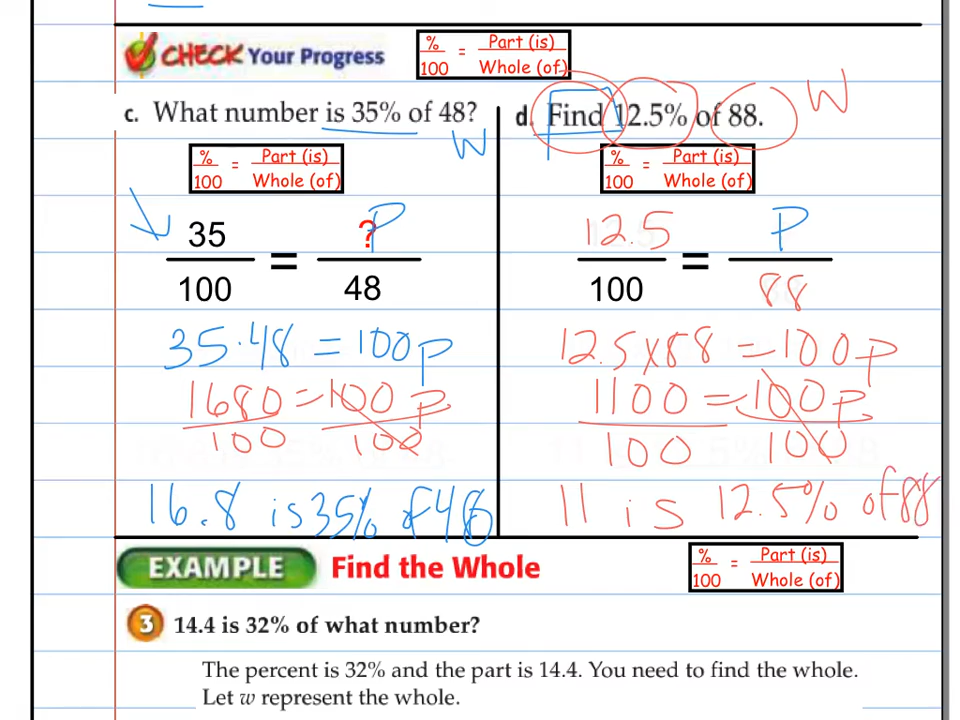 CHECK Your Progress
% / 100 = Part (is) / Whole (of)
c. What number is 35% of 48?
W
% / 100 = Part (is) / Whole (of)
35 / 100 = ? P / 48
35·48 = 100p
1680 / 100 = 100p / 100
16.8 is 35% of 48
d. Find 12.5% of 88.
W
P
% / 100 = Part (is) / Whole (of)
12.5 / 100 = P / 88
12.5 x 88 = 100p
1100 / 100 = 100p / 100
11 is 12.5% of 88
EXAMPLE Find the Whole
% / 100 = Part (is) / Whole (of)
3 14.4 is 32% of what number?
The percent is 32% and the part is 14.4. You need to find the whole.
Let w represent the whole.